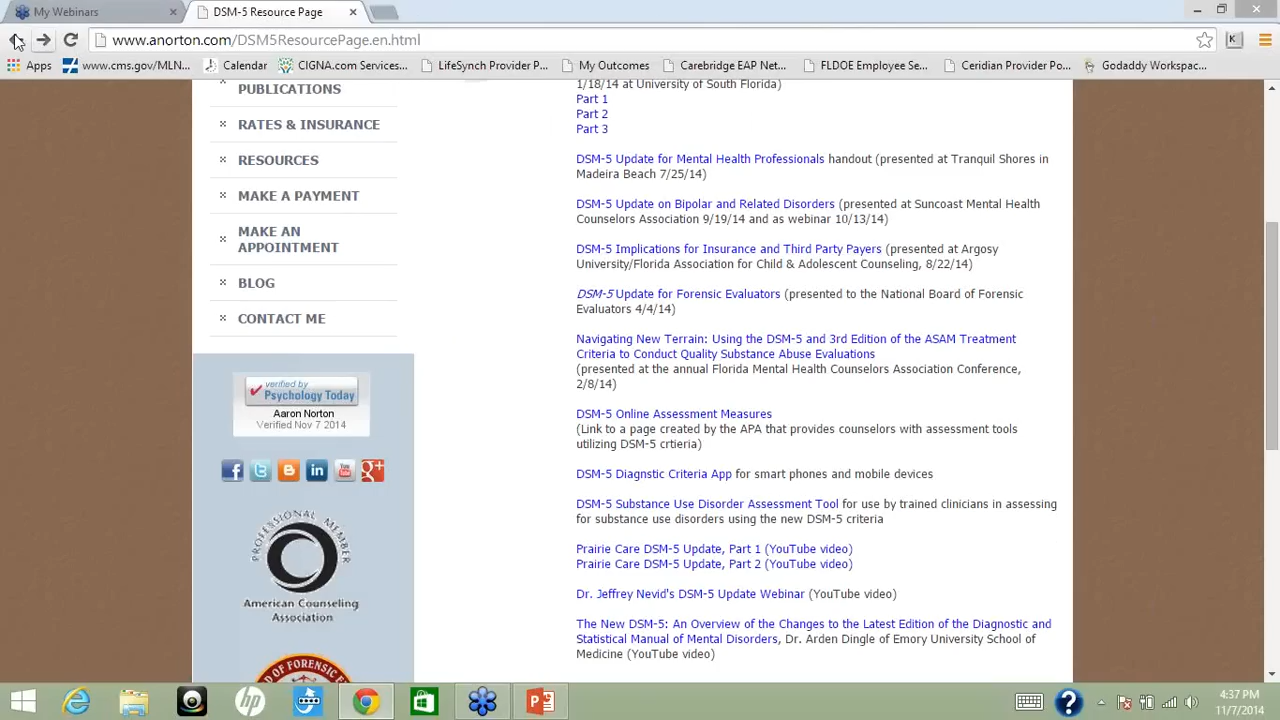 My Webinars
DSM-5 Resource Page
www.anorton.com/DSM5ResourcePage.en.html
K
Apps
www.cms.gov/MLN...
Calendar
CIGNA.com Services...
LifeSynch Provider P...
My Outcomes
Carebridge EAP Net...
FLDOE Employee Se...
Ceridian Provider Po...
Godaddy Workspac...
PUBLICATIONS
RATES & INSURANCE
RESOURCES
MAKE A PAYMENT
MAKE AN
APPOINTMENT
BLOG
CONTACT ME
verified by
Psychology Today
Aaron Norton
Verified Nov 7 2014
PROFESSIONAL MEMBER
American Counseling
Association
OF FORENSIC
1/18/14 at University of South Florida)
Part 1
Part 2
Part 3
DSM-5 Update for Mental Health Professionals handout (presented at Tranquil Shores in
Madeira Beach 7/25/14)
DSM-5 Update on Bipolar and Related Disorders (presented at Suncoast Mental Health
Counselors Association 9/19/14 and as webinar 10/13/14)
DSM-5 Implications for Insurance and Third Party Payers (presented at Argosy
University/Florida Association for Child & Adolescent Counseling, 8/22/14)
DSM-5 Update for Forensic Evaluators (presented to the National Board of Forensic
Evaluators 4/4/14)
Navigating New Terrain: Using the DSM-5 and 3rd Edition of the ASAM Treatment
Criteria to Conduct Quality Substance Abuse Evaluations
(presented at the annual Florida Mental Health Counselors Association Conference,
2/8/14)
DSM-5 Online Assessment Measures
(Link to a page created by the APA that provides counselors with assessment tools
utilizing DSM-5 crtieria)
DSM-5 Diagnstic Criteria App for smart phones and mobile devices
DSM-5 Substance Use Disorder Assessment Tool for use by trained clinicians in assessing
for substance use disorders using the new DSM-5 criteria
Prairie Care DSM-5 Update, Part 1 (YouTube video)
Prairie Care DSM-5 Update, Part 2 (YouTube video)
Dr. Jeffrey Nevid's DSM-5 Update Webinar (YouTube video)
The New DSM-5: An Overview of the Changes to the Latest Edition of the Diagnostic and
Statistical Manual of Mental Disorders, Dr. Arden Dingle of Emory University School of
Medicine (YouTube video)
4:37 PM
11/7/2014